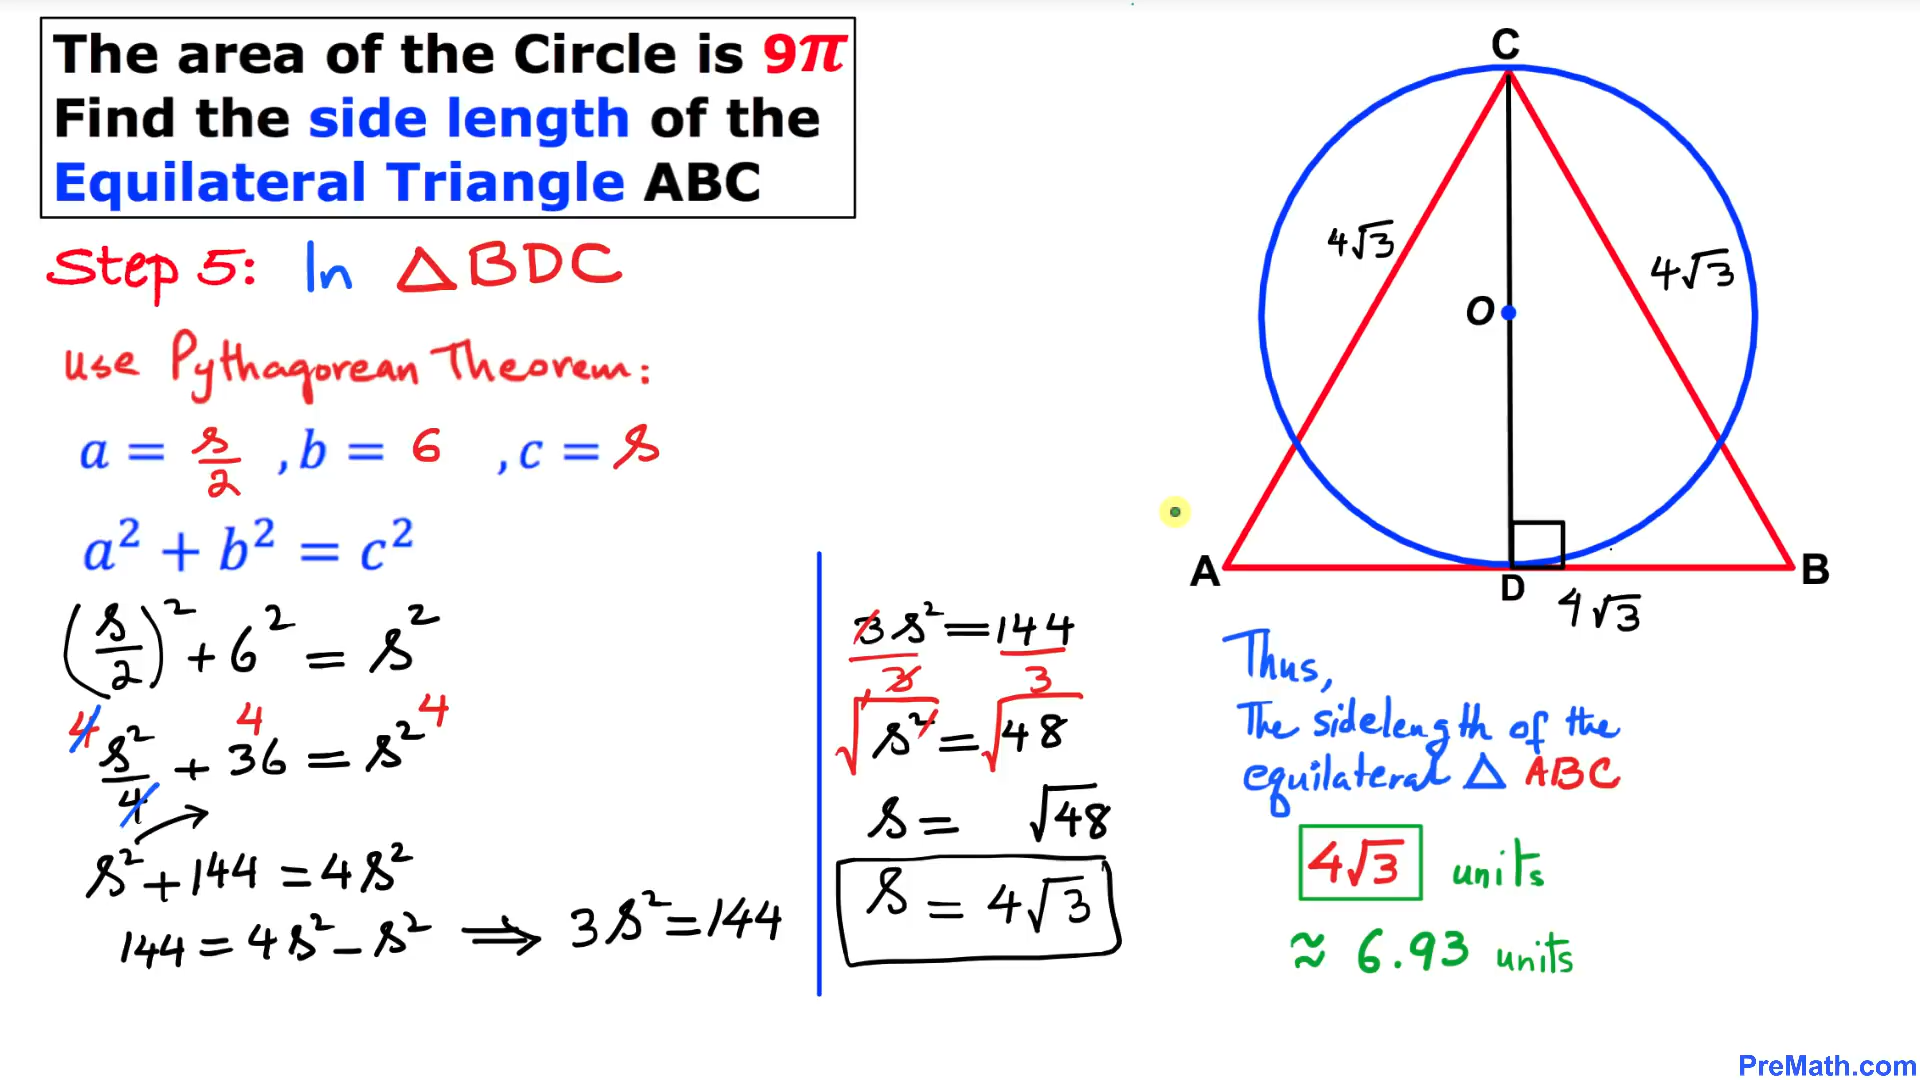 The area of the Circle is 9π
Find the side length of the
Equilateral Triangle ABC
Step 5: In △BDC
use Pythagorean Theorem:
a = s/2 , b = 6 , c = s
a² + b² = c²
(s/2)² + 6² = s²
4 s²/4 + 4 36 = s² 4
s² + 144 = 4s²
144 = 4s² − s² ⟹ 3s² = 144
3s²/3 = 144/3
√s² = √48
s = √48
s = 4√3
C
4√3
4√3
O
A
D
B
4√3
Thus,
The sidelength of the
equilateral △ ABC
4√3 units
≈ 6.93 units
PreMath.com